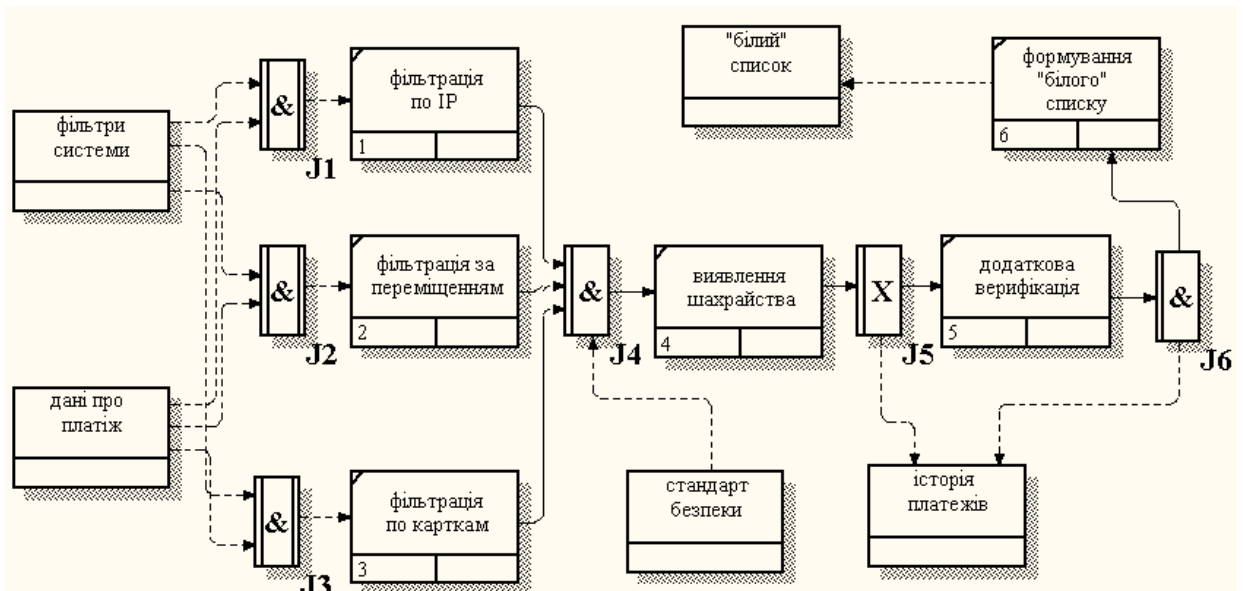 фільтри
системи
дані про
платіж
&
J1
&
J2
&
J3
фільтрація
по IP
1
фільтрація за
переміщенням
2
фільтрація
по карткам
3
&
J4
виявлення
шахрайства
4
стандарт
безпеки
X
J5
додаткова
верифікація
5
&
J6
історія
платежів
"білий"
список
формування
"білого"
списку
6